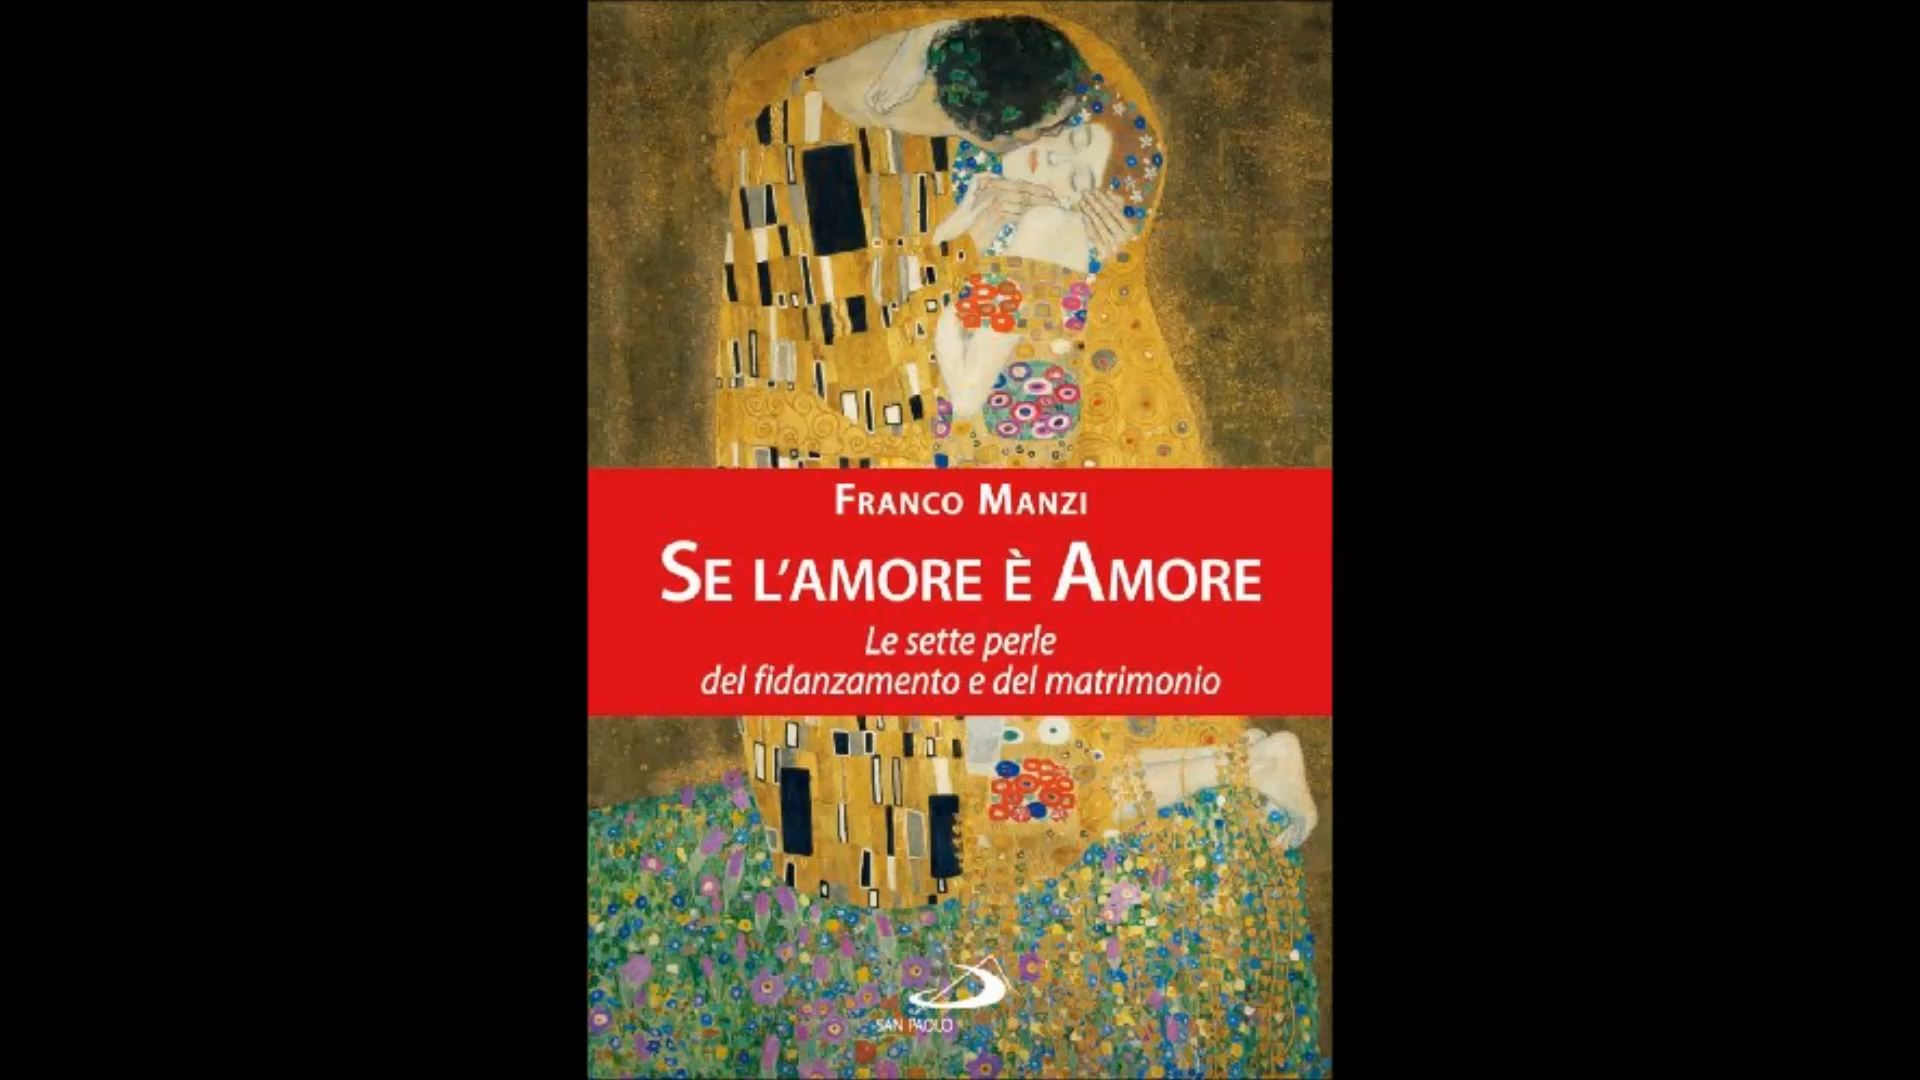 Franco Manzi
Se l'amore è Amore
Le sette perle
del fidanzamento e del matrimonio
SAN PAOLO